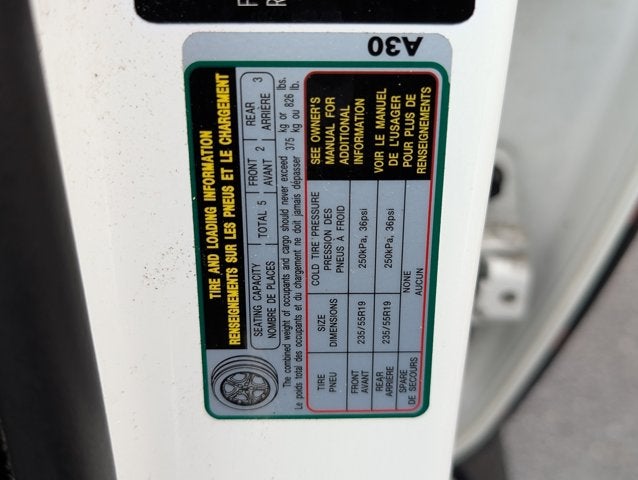 TIRE AND LOADING INFORMATION
RENSEIGNEMENTS SUR LES PNEUS ET LE CHARGEMENT
SEATING CAPACITY
NOMBRE DE PLACES
TOTAL 5
FRONT 2
AVANT
REAR 3
ARRIÈRE
The combined weight of occupants and cargo should never exceed 375 kg or 826 lbs.
Le poids total des occupants et du chargement ne doit jamais dépasser kg ou lb.
TIRE SIZE COLD TIRE PRESSURE
PNEU DIMENSIONS PRESSION DES
PNEUS À FROID
FRONT 235/55R19 250kPa, 36psi
AVANT
REAR 235/55R19 250kPa, 36psi
ARRIÈRE
SPARE NONE
DE SECOURS AUCUN
SEE OWNER'S
MANUAL FOR
ADDITIONAL
INFORMATION
VOIR LE MANUEL
DE L'USAGER
POUR PLUS DE
RENSEIGNEMENTS
A30
F
R